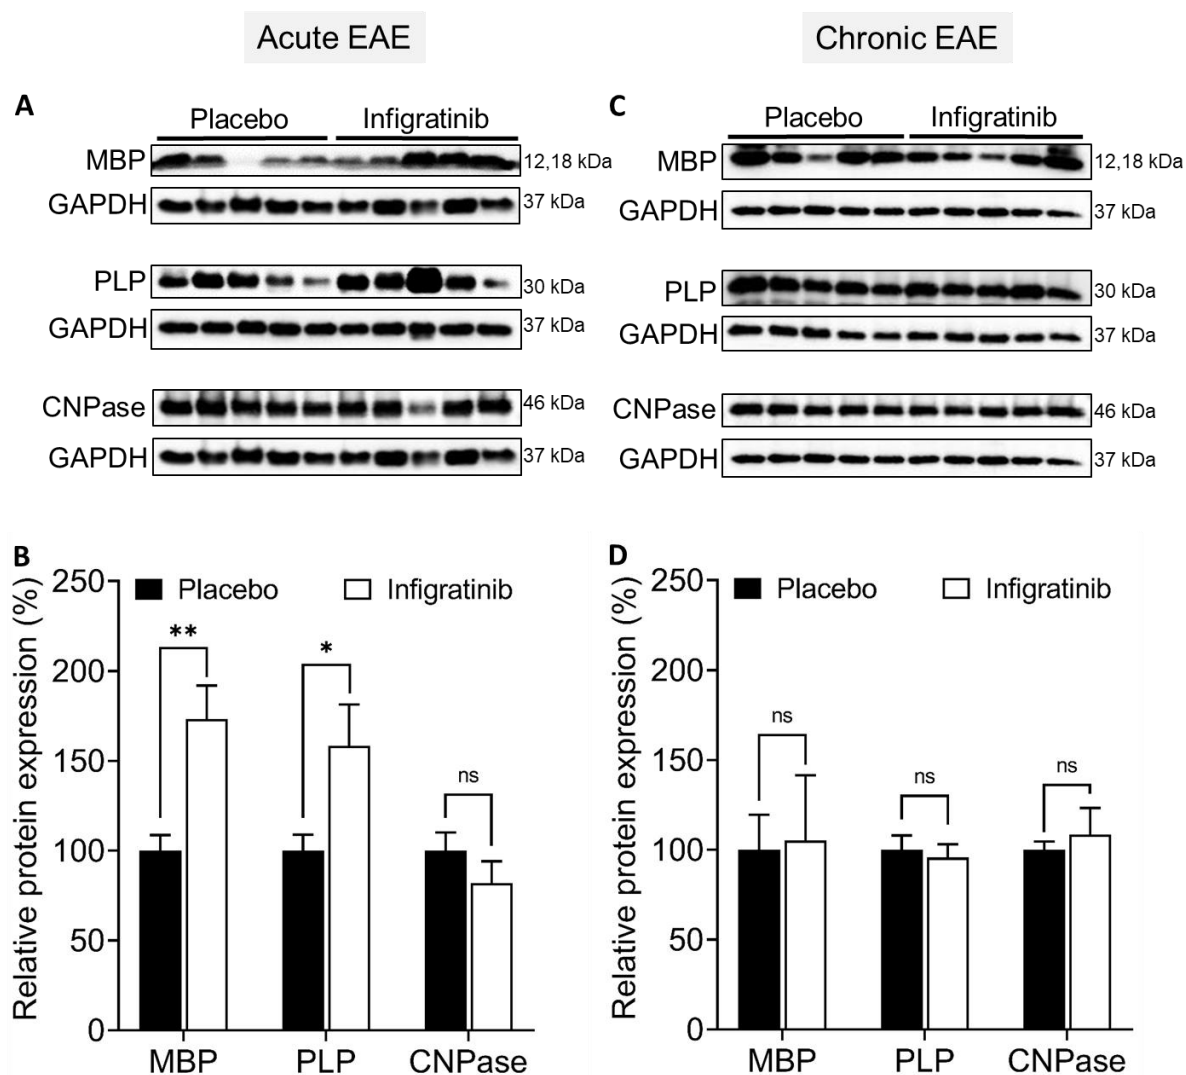 Acute EAE
Chronic EAE
A
Placebo Infigratinib
MBP 12,18 kDa
GAPDH 37 kDa
PLP 30 kDa
GAPDH 37 kDa
CNPase 46 kDa
GAPDH 37 kDa
C
Placebo Infigratinib
MBP 12,18 kDa
GAPDH 37 kDa
PLP 30 kDa
GAPDH 37 kDa
CNPase 46 kDa
GAPDH 37 kDa
B
Relative protein expression (%)
250
200
150
100
50
0
Placebo Infigratinib
** * ns
MBP PLP CNPase
D
Relative protein expression (%)
250
200
150
100
50
0
Placebo Infigratinib
ns ns ns
MBP PLP CNPase